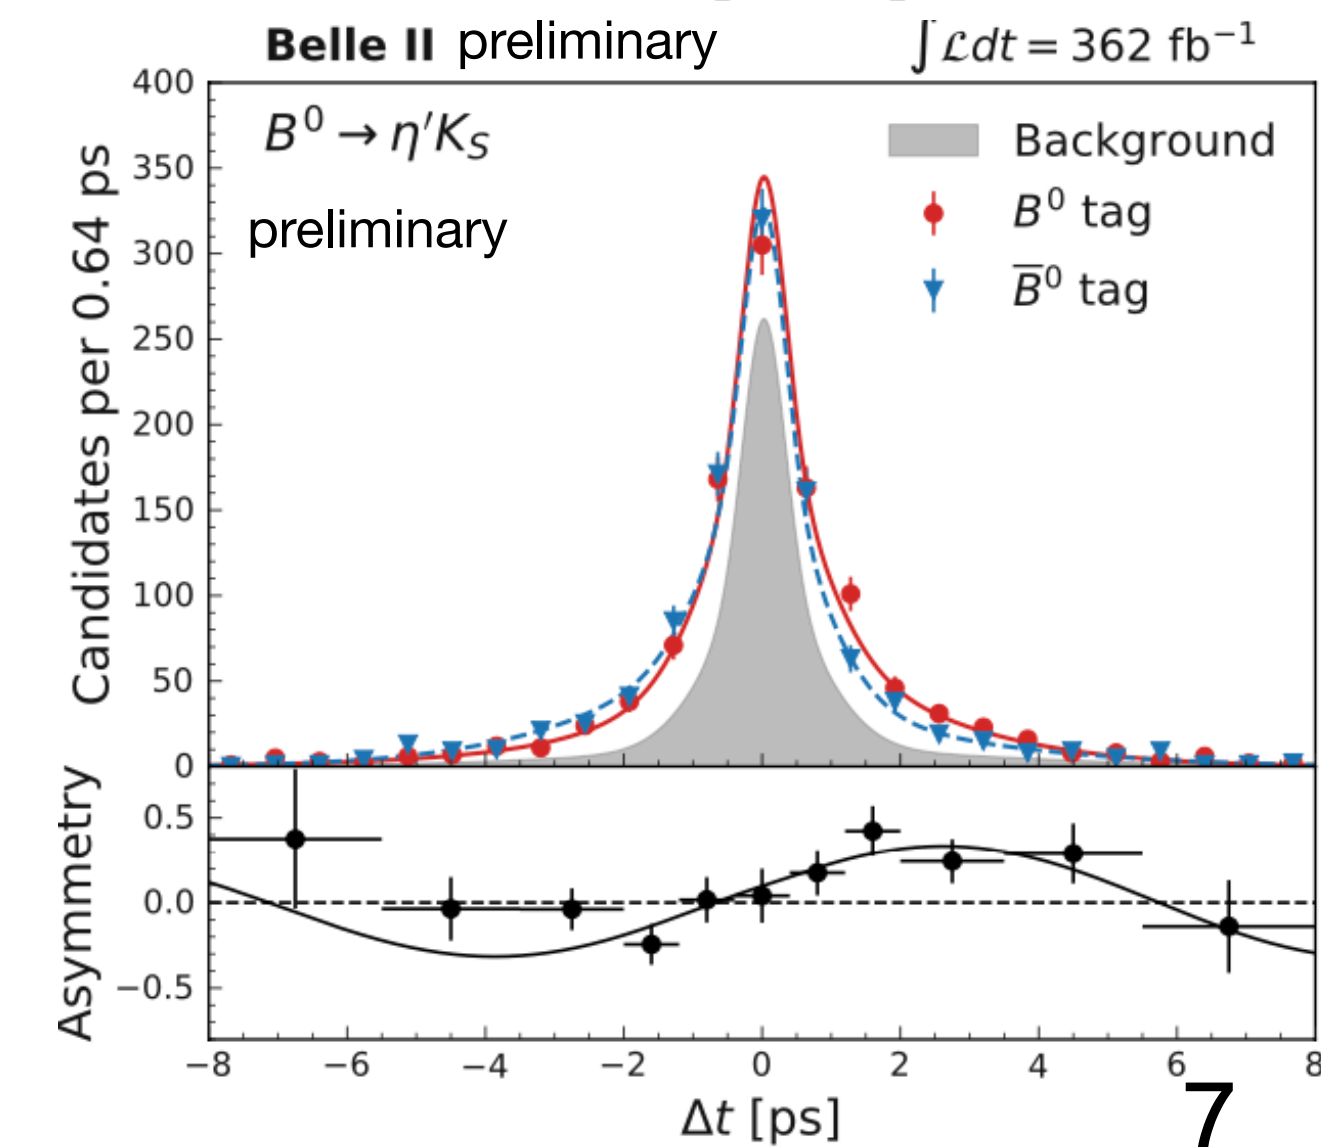 Belle II preliminary ∫ℒdt = 362 fb⁻¹
B⁰ → η′K_S
preliminary
Background
B⁰ tag
B̅⁰ tag
Candidates per 0.64 ps
400
350
300
250
200
150
100
50
0
Asymmetry
0.5
0.0
−0.5
−8 −6 −4 −2 0 2 4 6 8
Δt [ps]
7